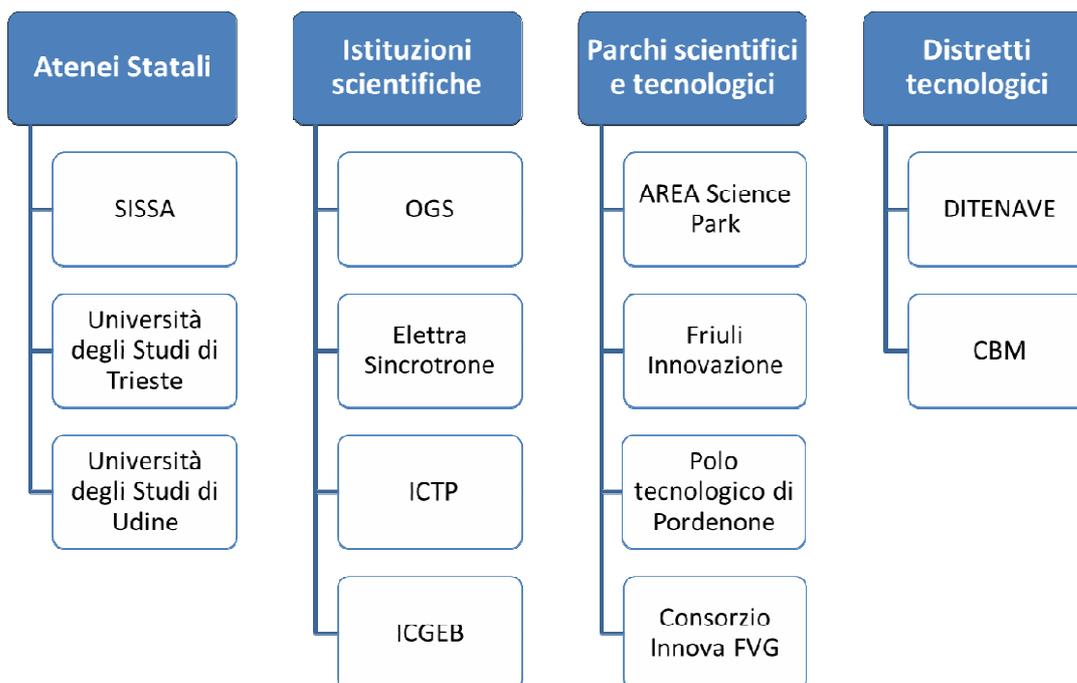 Atenei Statali
SISSA
Università
degli Studi di
Trieste
Università
degli Studi di
Udine
Istituzioni
scientifiche
OGS
Elettra
Sincrotrone
ICTP
ICGEB
Parchi scientifici
e tecnologici
AREA Science
Park
Friuli
Innovazione
Polo
tecnologico di
Pordenone
Consorzio
Innova FVG
Distretti
tecnologici
DITENAVE
CBM